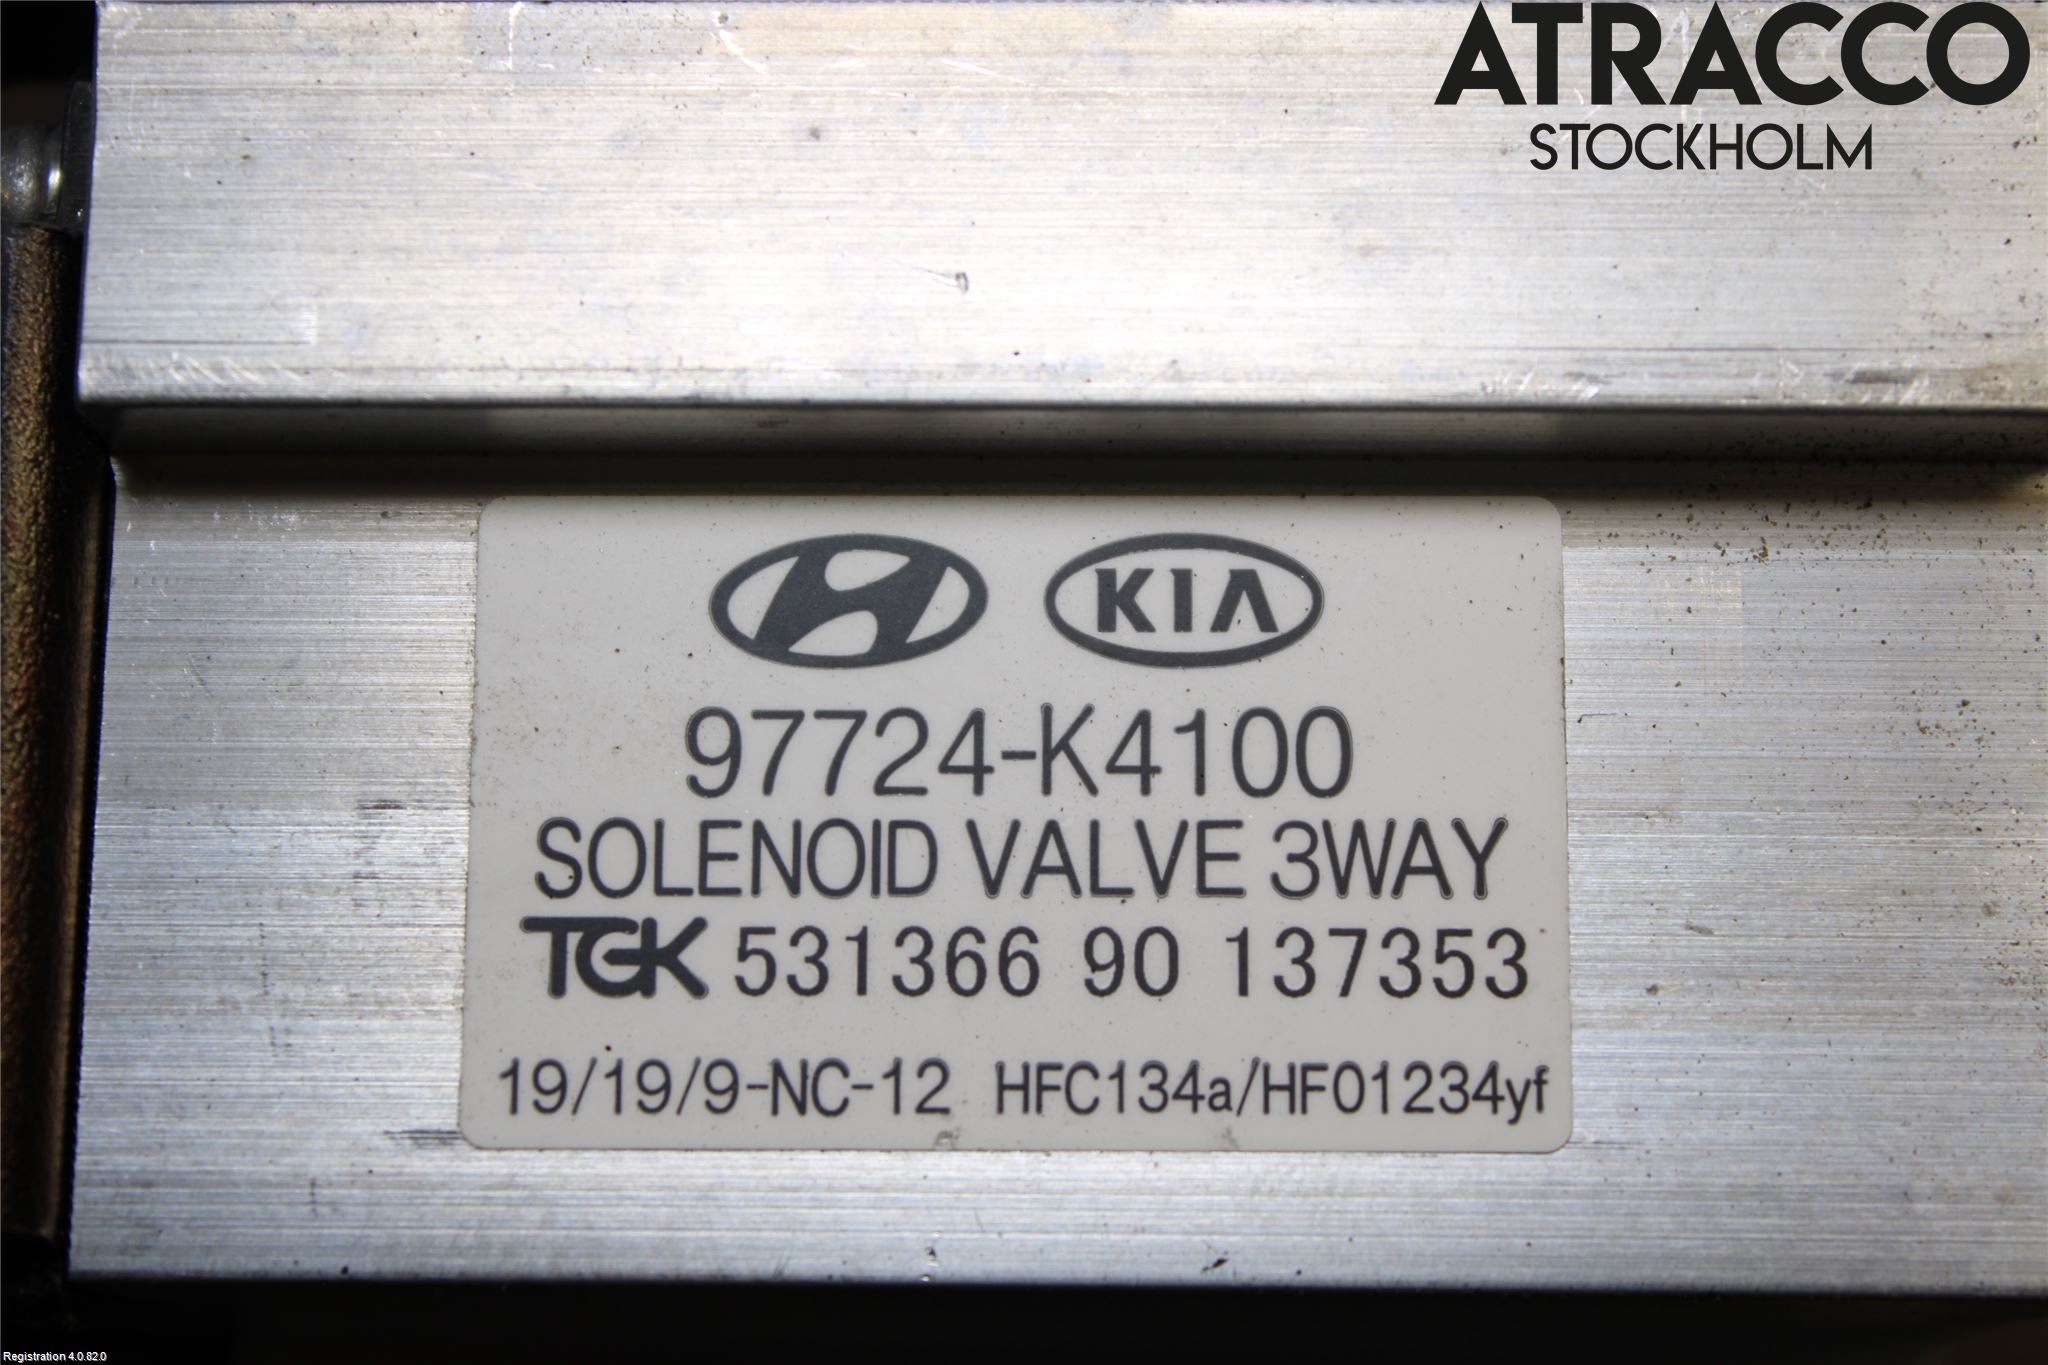 ATRACCO
STOCKHOLM
KIA
97724-K4100
SOLENOID VALVE 3WAY
TGK 531366 90 137353
19/19/9-NC-12 HFC134a/HFO1234yf
Registration 4.0.82.0